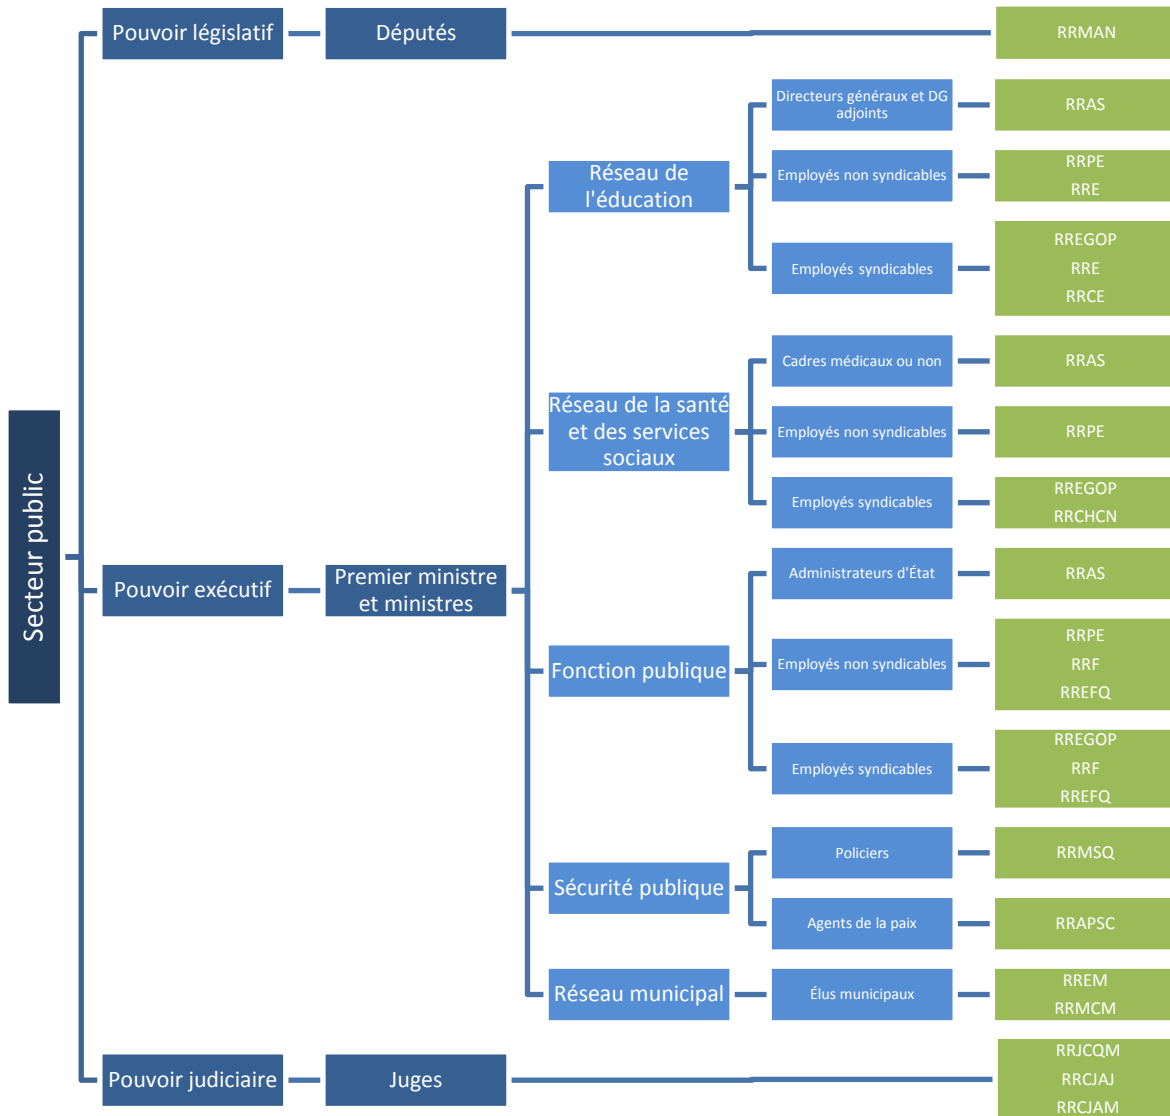 Secteur public
Pouvoir législatif
Députés
RRMAN
Pouvoir exécutif
Premier ministre
et ministres
Réseau de
l'éducation
Directeurs généraux et DG
adjoints
RRAS
Employés non syndicables
RRPE
RRE
Employés syndicables
RREGOP
RRE
RRCE
Réseau de la santé
et des services
sociaux
Cadres médicaux ou non
RRAS
Employés non syndicables
RRPE
Employés syndicables
RREGOP
RRCHCN
Fonction publique
Administrateurs d'État
RRAS
Employés non syndicables
RRPE
RRF
RREFQ
Employés syndicables
RREGOP
RRF
RREFQ
Sécurité publique
Policiers
RRMSQ
Agents de la paix
RRAPSC
Réseau municipal
Élus municipaux
RREM
RRMCM
Pouvoir judiciaire
Juges
RRJCQM
RRCJAJ
RRCJAM